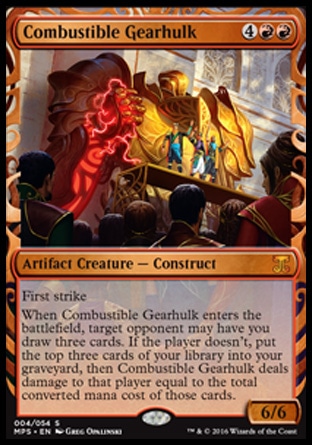 Combustible Gearhulk 4
Artifact Creature — Construct
First strike
When Combustible Gearhulk enters the
battlefield, target opponent may have you
draw three cards. If the player doesn't, put
the top three cards of your library into your
graveyard, then Combustible Gearhulk deals
damage to that player equal to the total
converted mana cost of those cards.
6/6
004/054 S
MPS • EN GREG OPALINSKI
™ & © 2016 Wizards of the Coast